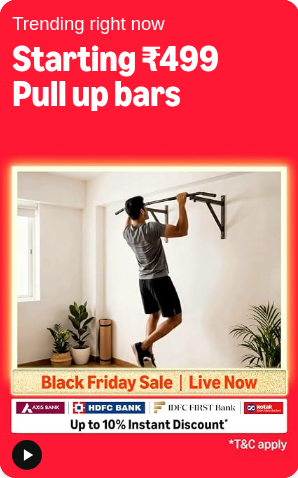 Trending right now
Starting ₹499
Pull up bars
Black Friday Sale | Live Now
AXIS BANK HDFC BANK IDFC FIRST Bank kotak
Up to 10% Instant Discount*
*T&C apply